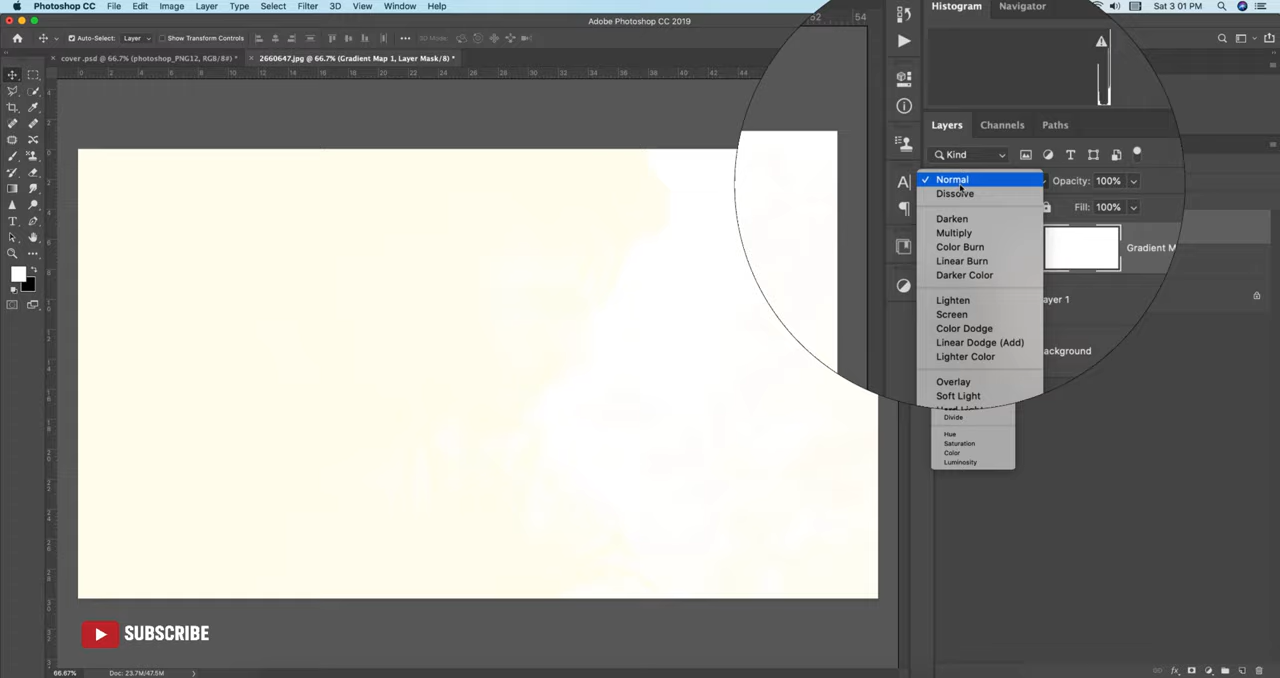 Photoshop CC File Edit Image Layer Type Select Filter 3D View Window Help
Sat 3 01 PM
Adobe Photoshop CC 2019
Auto-Select: Layer Show Transform Controls
3D Mode:
cover .psd @ 66.7% (photoshop_PNG12, RGB/8#) *
2660647.jpg @ 66.7% (Gradient Map 1, Layer Mask/8) *
Histogram Navigator
Layers Channels Paths
Kind
Normal
Opacity: 100%
Dissolve
Fill: 100%
Darken
Multiply
Color Burn
Gradient M
Linear Burn
Darker Color
Lighten
ayer 1
Screen
Color Dodge
Linear Dodge (Add)
ackground
Lighter Color
Overlay
Soft Light
Divide
Hue
Saturation
Color
Luminosity
SUBSCRIBE
66.67% Doc: 23.7M/47.5M